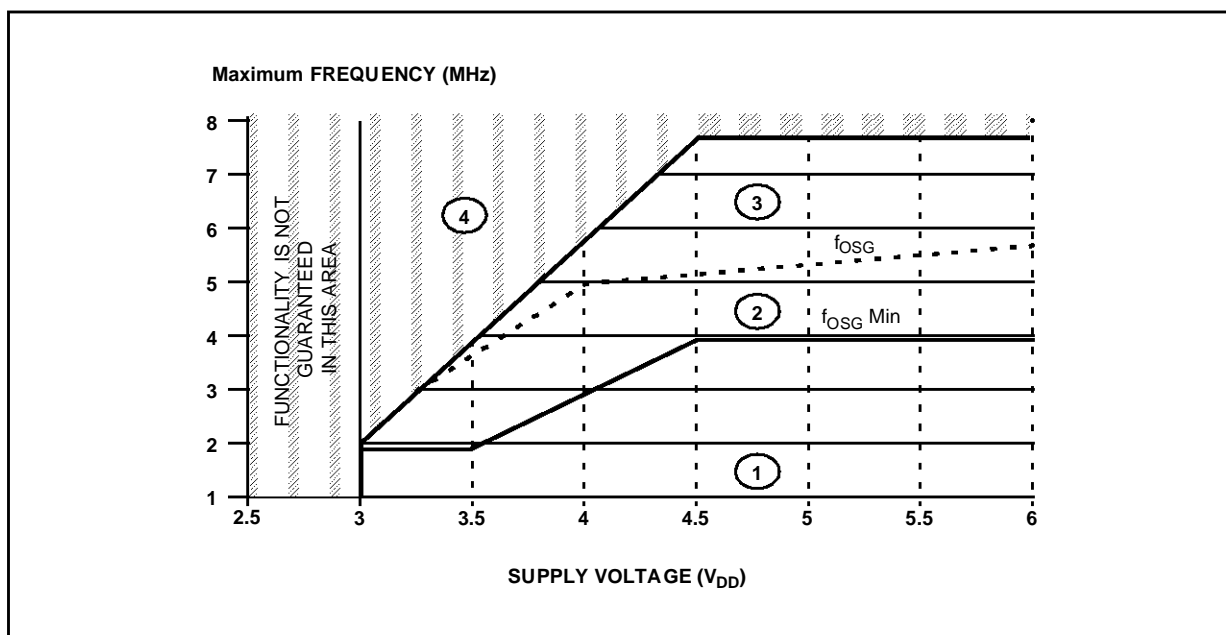 Maximum FREQUENCY (MHz)
8
7
6
5
4
3
2
1
FUNCTIONALITY IS NOT
GUARANTEED
IN THIS AREA
4
3
fOSG
2
fOSG Min
1
2.5
3
3.5
4
4.5
5
5.5
6
SUPPLY VOLTAGE (VDD)